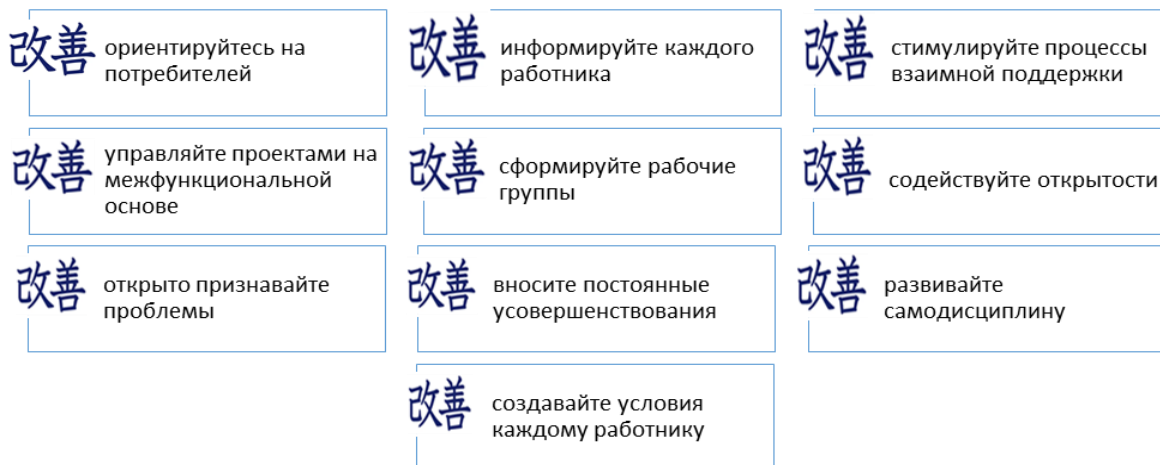 改善 ориентируйтесь на
потребителей
改善 информируйте каждого
работника
改善 стимулируйте процессы
взаимной поддержки
改善 управляйте проектами на
межфункциональной
основе
改善 сформируйте рабочие
группы
改善 содействуйте открытости
改善 открыто признавайте
проблемы
改善 вносите постоянные
усовершенствования
改善 развивайте
самодисциплину
改善 создавайте условия
каждому работнику